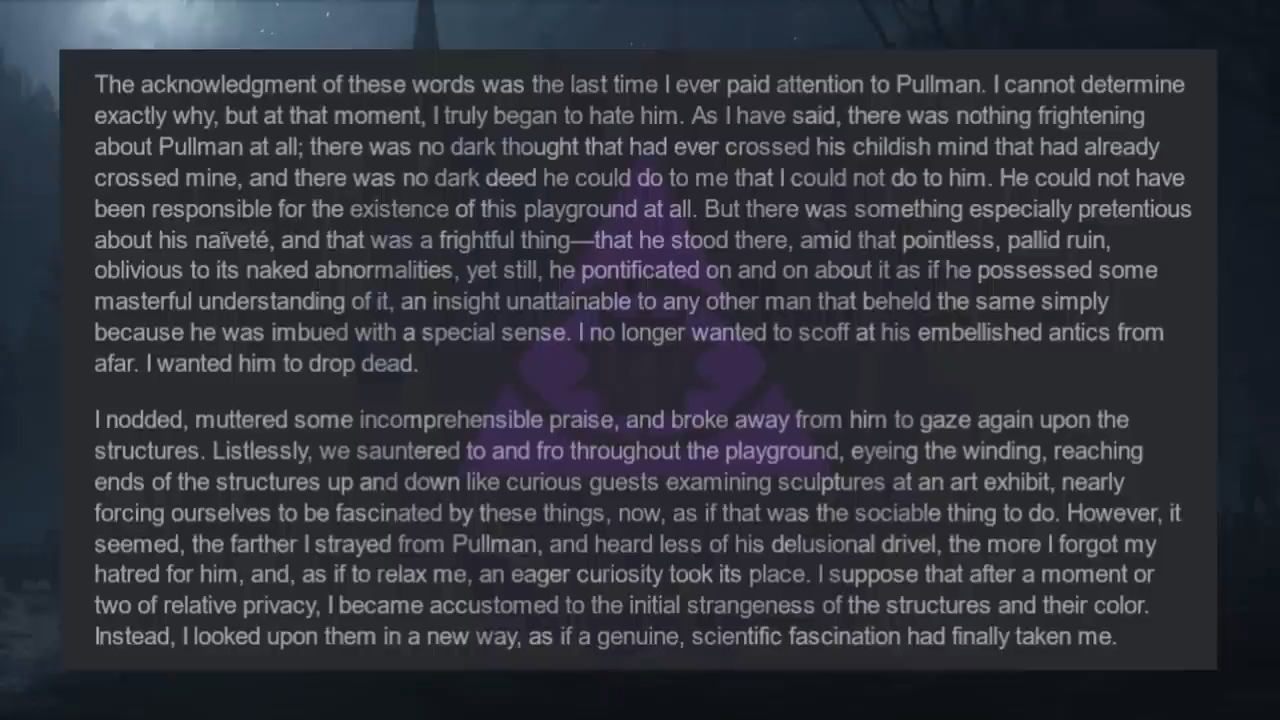 The acknowledgment of these words was the last time I ever paid attention to Pullman. I cannot determine
exactly why, but at that moment, I truly began to hate him. As I have said, there was nothing frightening
about Pullman at all; there was no dark thought that had ever crossed his childish mind that had already
crossed mine, and there was no dark deed he could do to me that I could not do to him. He could not have
been responsible for the existence of this playground at all. But there was something especially pretentious
about his naïveté, and that was a frightful thing—that he stood there, amid that pointless, pallid ruin,
oblivious to its naked abnormalities, yet still, he pontificated on and on about it as if he possessed some
masterful understanding of it, an insight unattainable to any other man that beheld the same simply
because he was imbued with a special sense. I no longer wanted to scoff at his embellished antics from
afar. I wanted him to drop dead.
I nodded, muttered some incomprehensible praise, and broke away from him to gaze again upon the
structures. Listlessly, we sauntered to and fro throughout the playground, eyeing the winding, reaching
ends of the structures up and down like curious guests examining sculptures at an art exhibit, nearly
forcing ourselves to be fascinated by these things, now, as if that was the sociable thing to do. However, it
seemed, the farther I strayed from Pullman, and heard less of his delusional drivel, the more I forgot my
hatred for him, and, as if to relax me, an eager curiosity took its place. I suppose that after a moment or
two of relative privacy, I became accustomed to the initial strangeness of the structures and their color.
Instead, I looked upon them in a new way, as if a genuine, scientific fascination had finally taken me.